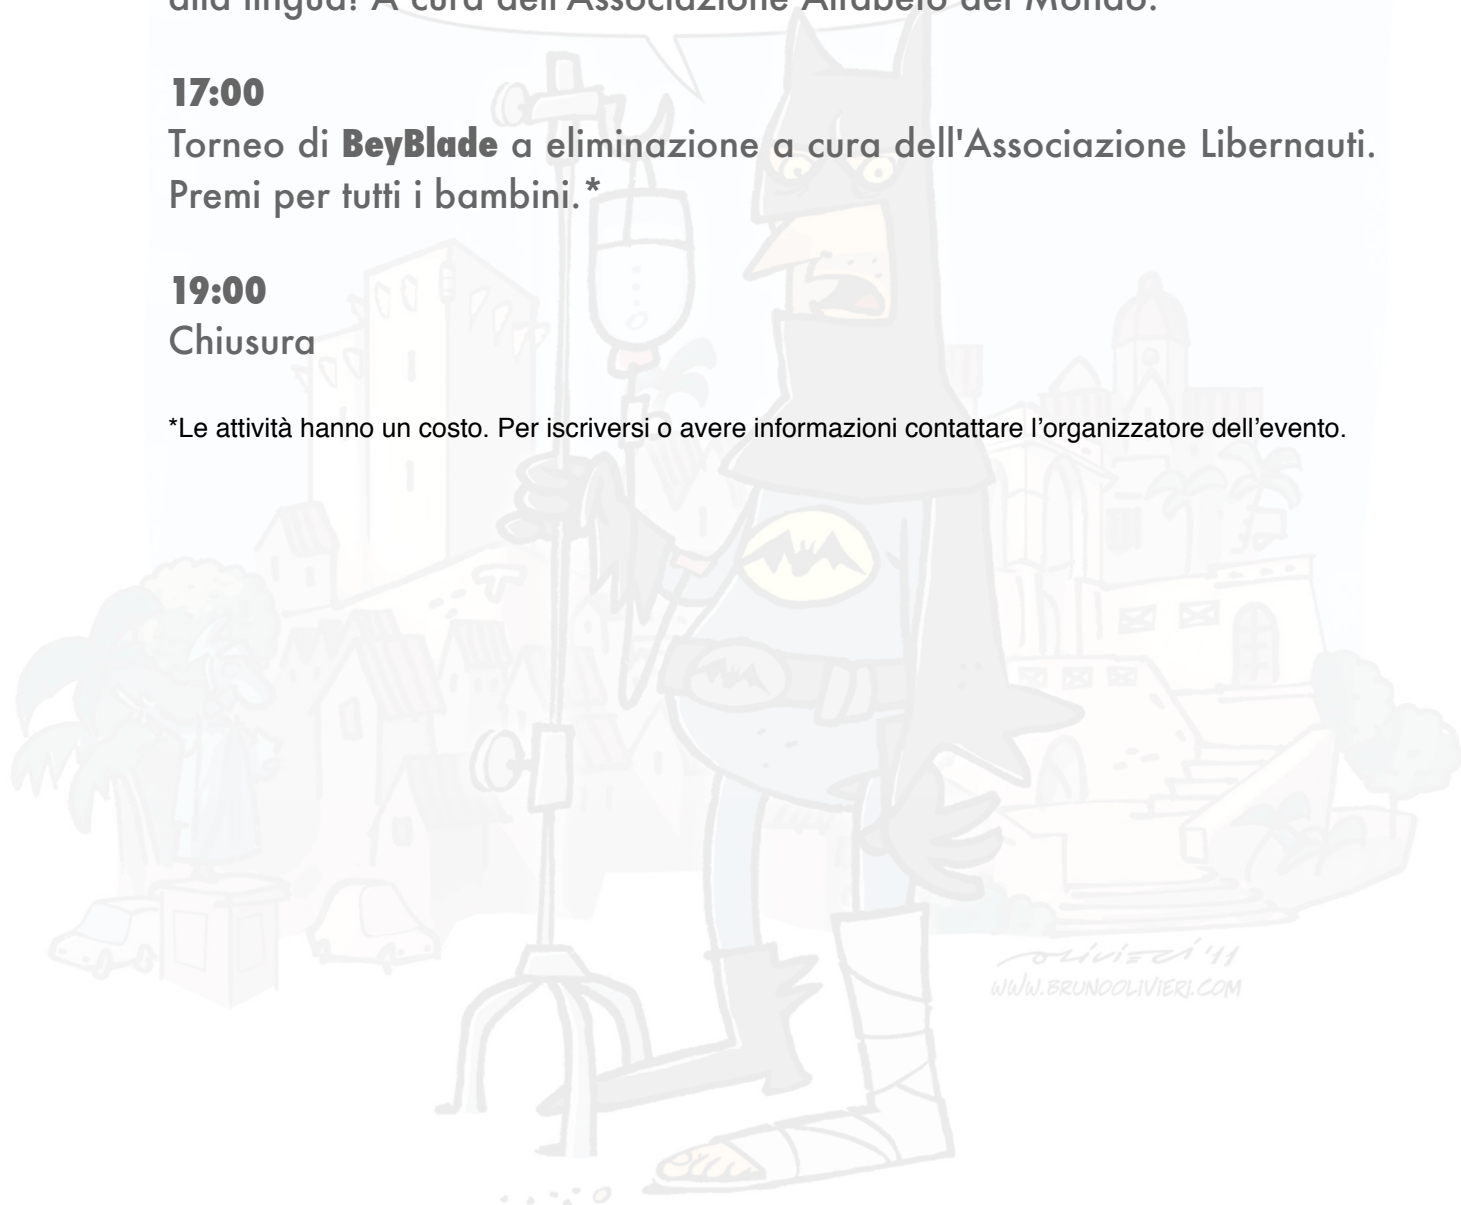 alla lingua! A cura dell'Associazione Alfabeto del Mondo.
17:00
Torneo di BeyBlade a eliminazione a cura dell'Associazione Libernauti.
Premi per tutti i bambini.*
19:00
Chiusura
*Le attività hanno un costo. Per iscriversi o avere informazioni contattare l’organizzatore dell’evento.
OLIVIERI '11
WWW.BRUNOOLIVIERI.COM